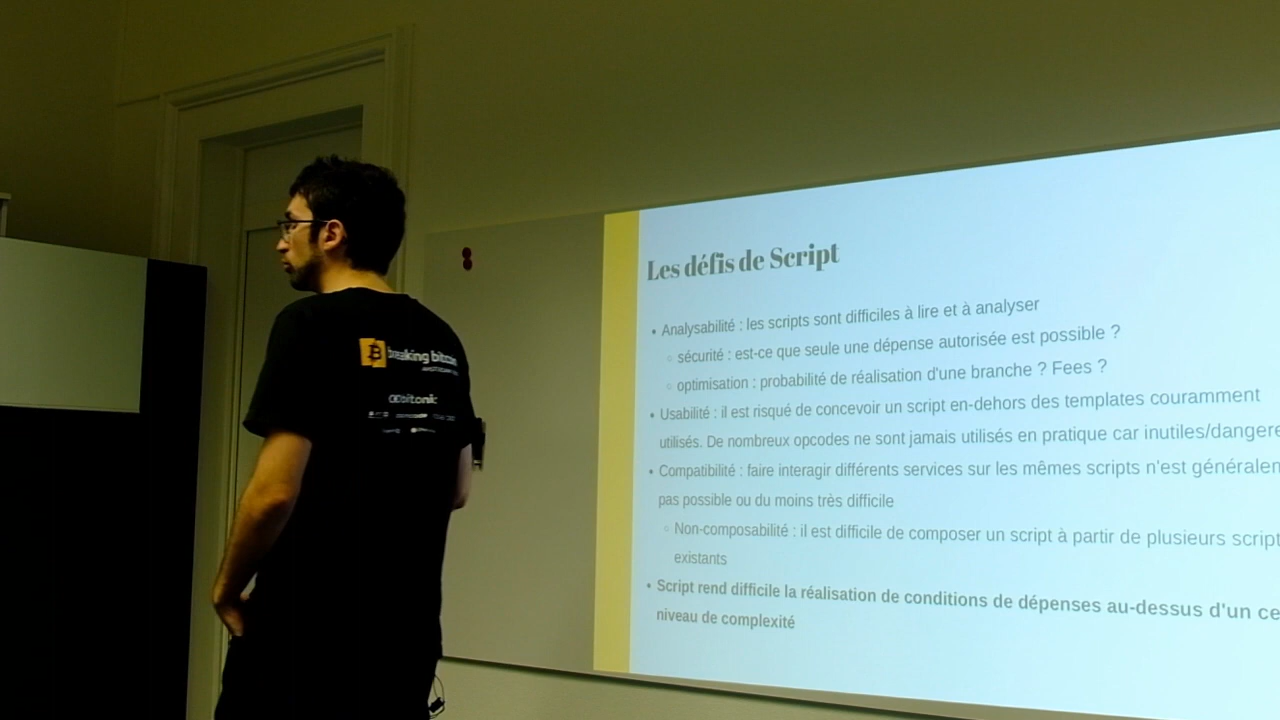 Les défis de Script
• Analysabilité : les scripts sont difficiles à lire et à analyser
◦ sécurité : est-ce que seule une dépense autorisée est possible ?
◦ optimisation : probabilité de réalisation d'une branche ? Fees ?
• Usabilité : il est risqué de concevoir un script en-dehors des templates couramment
utilisés. De nombreux opcodes ne sont jamais utilisés en pratique car inutiles/dangere
• Compatibilité : faire interagir différents services sur les mêmes scripts n'est généralen
pas possible ou du moins très difficile
◦ Non-composabilité : il est difficile de composer un script à partir de plusieurs script
existants
• Script rend difficile la réalisation de conditions de dépenses au-dessus d'un ce
niveau de complexité
B breaking bitcoin
bitonic